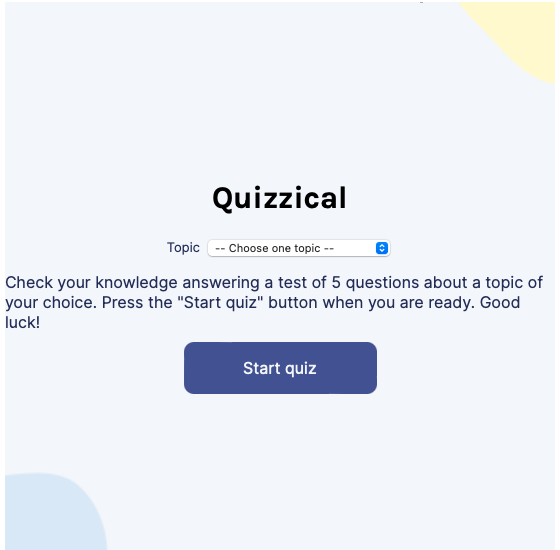 Quizzical
Topic -- Choose one topic --
Check your knowledge answering a test of 5 questions about a topic of
your choice. Press the "Start quiz" button when you are ready. Good
luck!
Start quiz